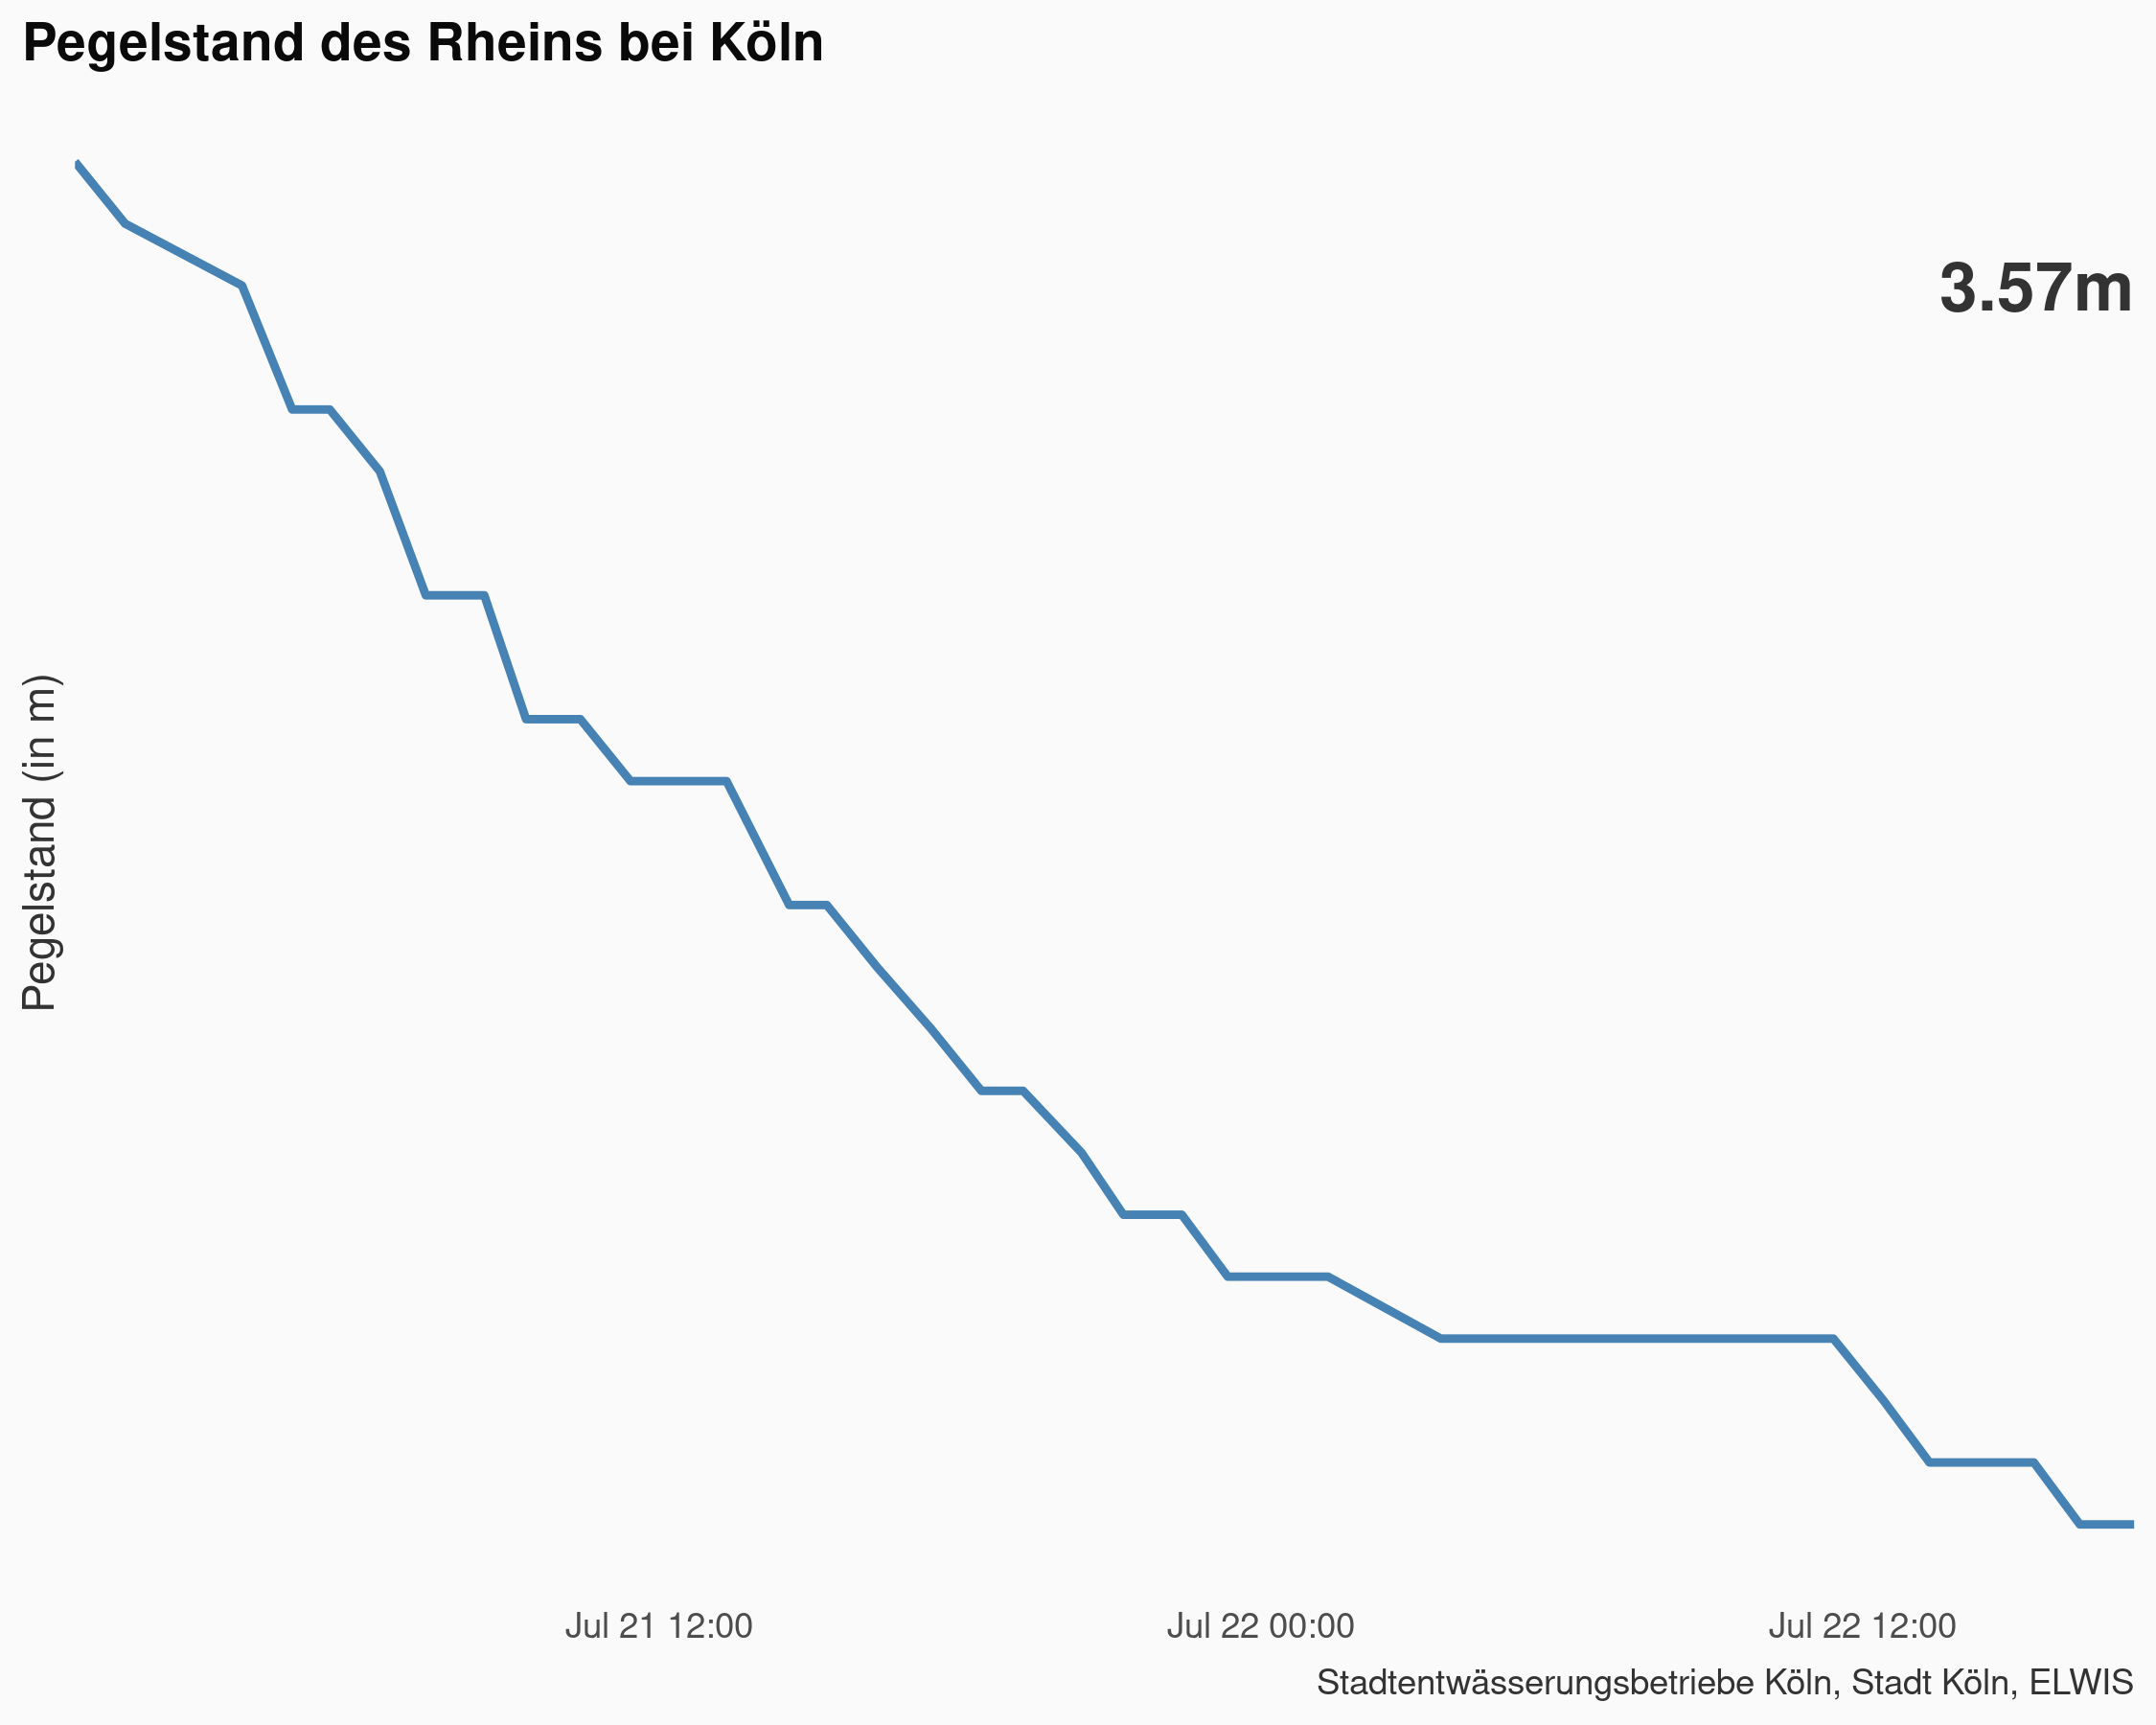 Pegelstand des Rheins bei Köln
3.57m
Pegelstand (in m)
Jul 21 12:00
Jul 22 00:00
Jul 22 12:00
Stadtentwässerungsbetriebe Köln, Stadt Köln, ELWIS